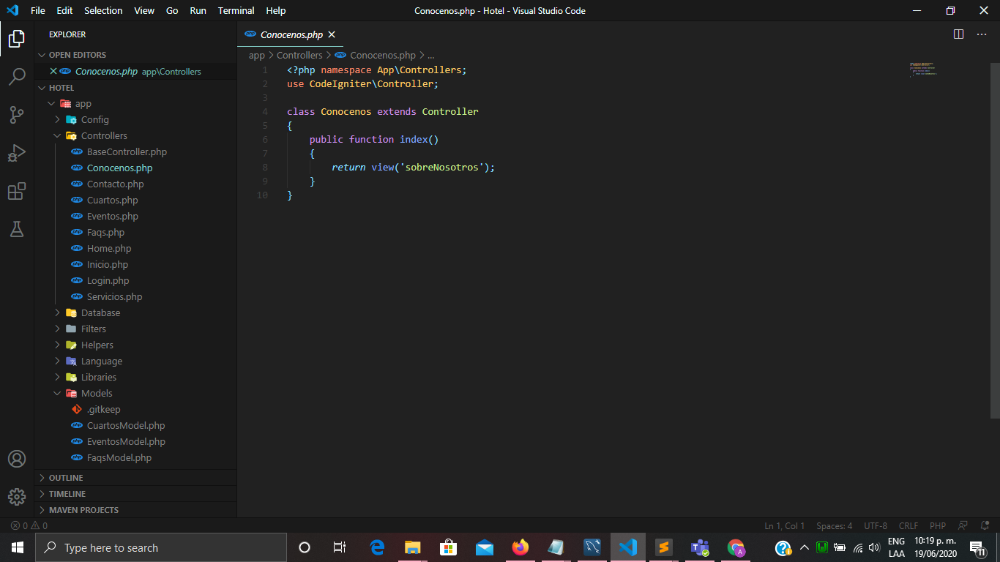 File Edit Selection View Go Run Terminal Help Conocenos.php - Hotel - Visual Studio Code
EXPLORER
OPEN EDITORS
Conocenos.php app\Controllers
HOTEL
app
Config
Controllers
BaseController.php
Conocenos.php
Contacto.php
Cuartos.php
Eventos.php
Faqs.php
Home.php
Inicio.php
Login.php
Servicios.php
Database
Filters
Helpers
Language
Libraries
Models
.gitkeep
CuartosModel.php
EventosModel.php
FaqsModel.php
OUTLINE
TIMELINE
MAVEN PROJECTS
Conocenos.php
app > Controllers > Conocenos.php > ...
1 <?php namespace App\Controllers;
2 use CodeIgniter\Controller;
3
4 class Conocenos extends Controller
5 {
6 public function index()
7 {
8 return view('sobreNosotros');
9 }
10 }
0 0 Ln 1, Col 1 Spaces: 4 UTF-8 CRLF PHP
Type here to search
ENG 10:19 p. m.
LAA 19/06/2020
11